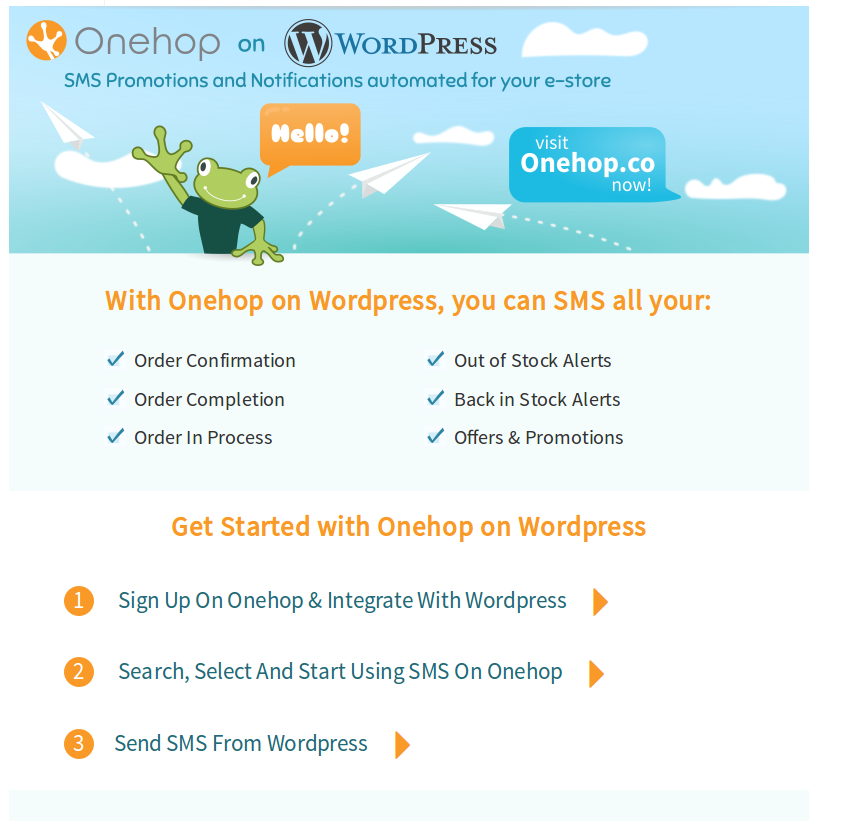 Onehop on WORDPRESS
SMS Promotions and Notifications automated for your e-store
Hello!
visit
Onehop.co
now!
With Onehop on Wordpress, you can SMS all your:
Order Confirmation
Order Completion
Order In Process
Out of Stock Alerts
Back in Stock Alerts
Offers & Promotions
Get Started with Onehop on Wordpress
1 Sign Up On Onehop & Integrate With Wordpress
2 Search, Select And Start Using SMS On Onehop
3 Send SMS From Wordpress